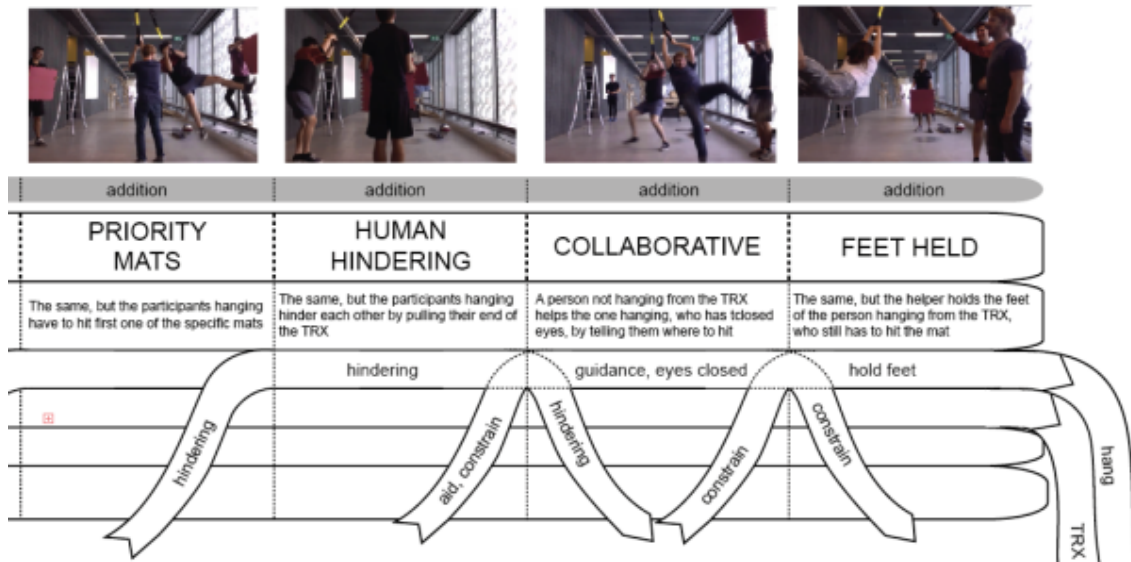 addition
addition
addition
addition
PRIORITY
MATS
HUMAN
HINDERING
COLLABORATIVE
FEET HELD
The same, but the participants hanging
have to hit first one of the specific mats
The same, but the participants hanging
hinder each other by pulling their end of
the TRX
A person not hanging from the TRX
helps the one hanging, who has tclosed
eyes, by telling them where to hit
The same, but the helper holds the feet
of the person hanging from the TRX,
who still has to hit the mat
hindering
guidance, eyes closed
hold feet
hindering
aid, constrain
hindering
constrain
constrain
hang
TRX